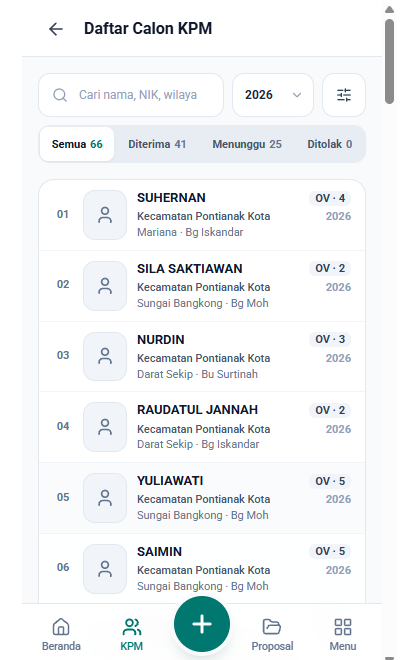 Daftar Calon KPM
Cari nama, NIK, wilaya
2026
Semua 66 Diterima 41 Menunggu 25 Ditolak 0
01
SUHERNAN
Kecamatan Pontianak Kota
Mariana · Bg Iskandar
OV · 4
2026
02
SILA SAKTIAWAN
Kecamatan Pontianak Kota
Sungai Bangkong · Bg Moh
OV · 2
2026
03
NURDIN
Kecamatan Pontianak Kota
Darat Sekip · Bu Surtinah
OV · 3
2026
04
RAUDATUL JANNAH
Kecamatan Pontianak Kota
Darat Sekip · Bg Iskandar
OV · 2
2026
05
YULIAWATI
Kecamatan Pontianak Kota
Sungai Bangkong · Bg Moh
OV · 5
2026
06
SAIMIN
Kecamatan Pontianak Kota
Sungai Bangkong · Bg Moh
OV · 5
2026
Beranda KPM Proposal Menu